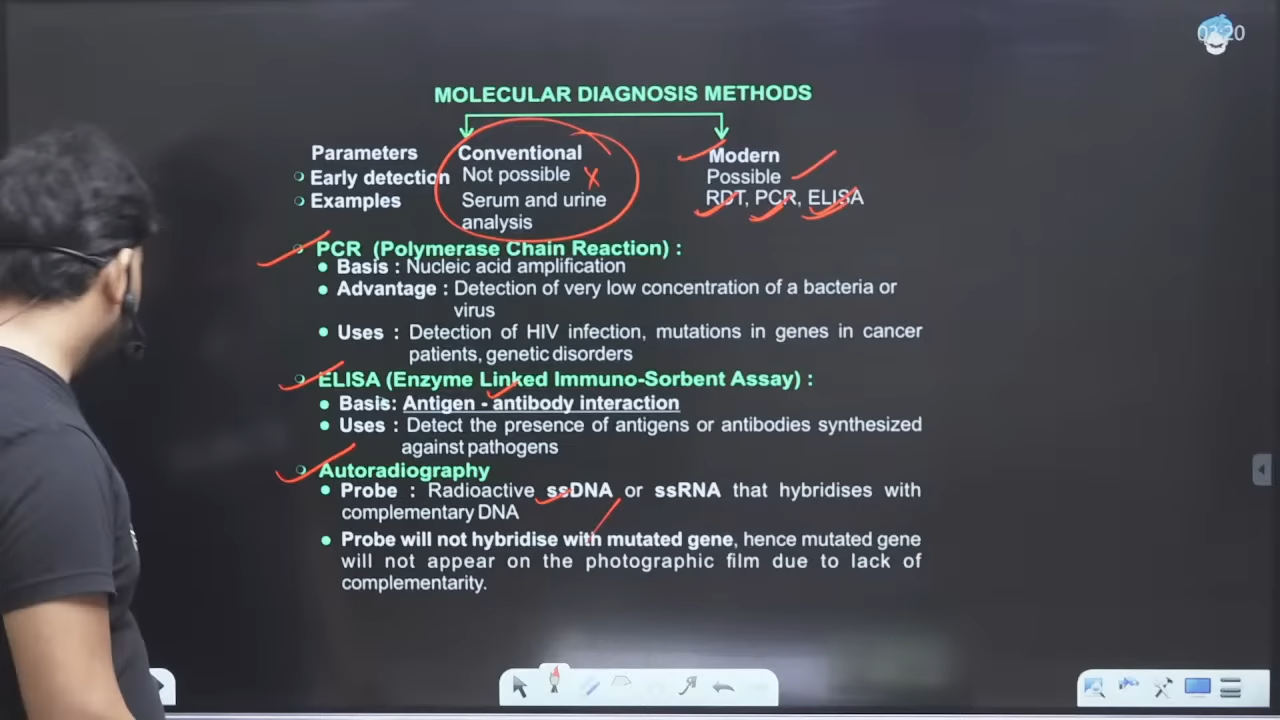 03:20
MOLECULAR DIAGNOSIS METHODS
Parameters Conventional Modern
Early detection Not possible Possible
Examples Serum and urine analysis RDT, PCR, ELISA
PCR (Polymerase Chain Reaction) :
Basis : Nucleic acid amplification
Advantage : Detection of very low concentration of a bacteria or
virus
Uses : Detection of HIV infection, mutations in genes in cancer
patients, genetic disorders
ELISA (Enzyme Linked Immuno-Sorbent Assay) :
Basis: Antigen - antibody interaction
Uses : Detect the presence of antigens or antibodies synthesized
against pathogens
Autoradiography
Probe : Radioactive ssDNA or ssRNA that hybridises with
complementary DNA
Probe will not hybridise with mutated gene, hence mutated gene
will not appear on the photographic film due to lack of
complementarity.